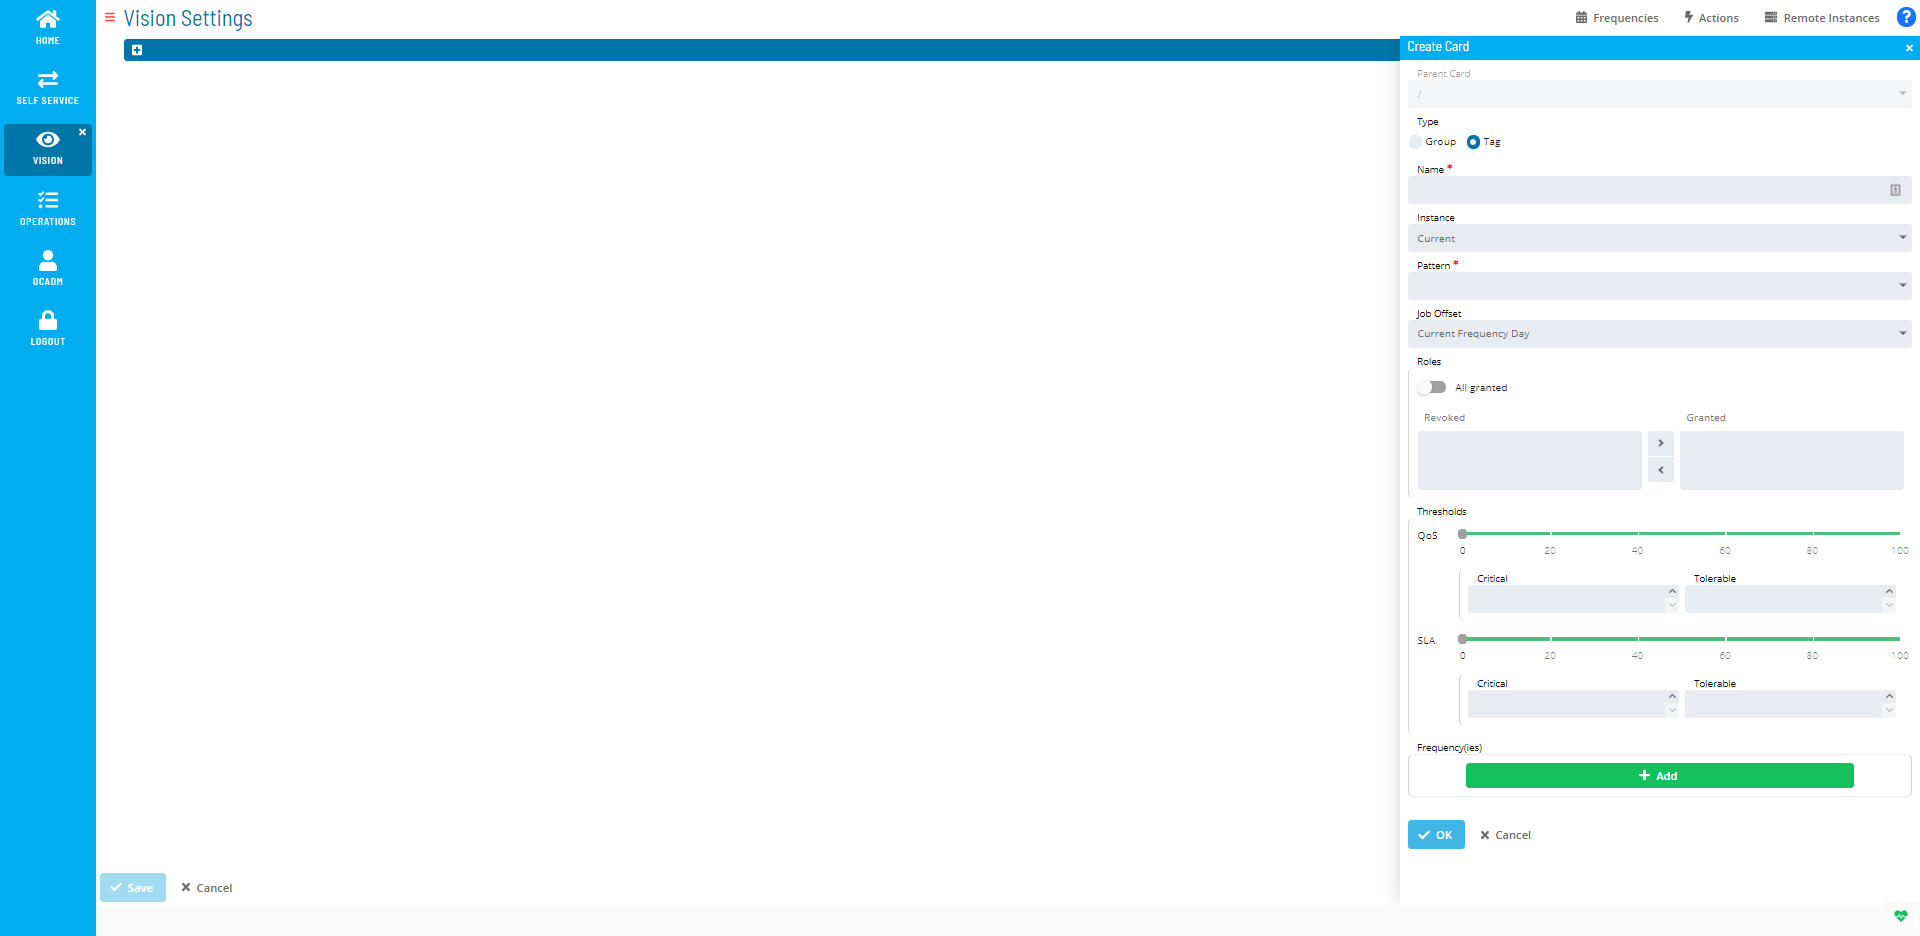 HOME
SELF SERVICE
VISION
OPERATIONS
OCADM
LOGOUT
Vision Settings
Frequencies
Actions
Remote Instances
?
Create Card
Parent Card
/
Type
Group
Tag
Name *
Instance
Current
Pattern *
Job Offset
Current Frequency Day
Roles
All granted
Revoked
Granted
Thresholds
QoS
0 20 40 60 80 100
Critical
Tolerable
SLA
0 20 40 60 80 100
Critical
Tolerable
Frequency(ies)
Add
OK
Cancel
Save
Cancel